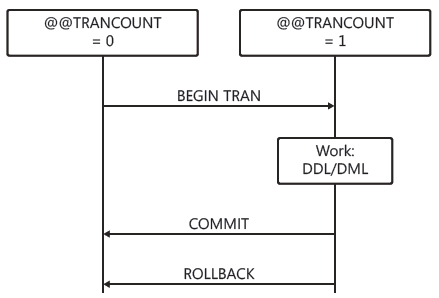 @@TRANCOUNT
= 0
@@TRANCOUNT
= 1
BEGIN TRAN
Work:
DDL/DML
COMMIT
ROLLBACK